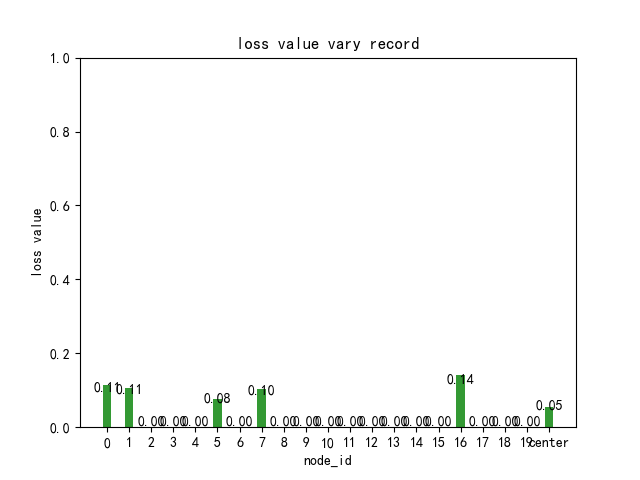 loss value vary record
1.0
0.8
0.6
0.4
0.2
0.0
loss value
0.11 0.11 0.00 0.00 0.00 0.08 0.00 0.10 0.00 0.00 0.00 0.00 0.00 0.00 0.00 0.00 0.14 0.00 0.00 0.00 0.05
0 1 2 3 4 5 6 7 8 9 10 11 12 13 14 15 16 17 18 19 center
node_id